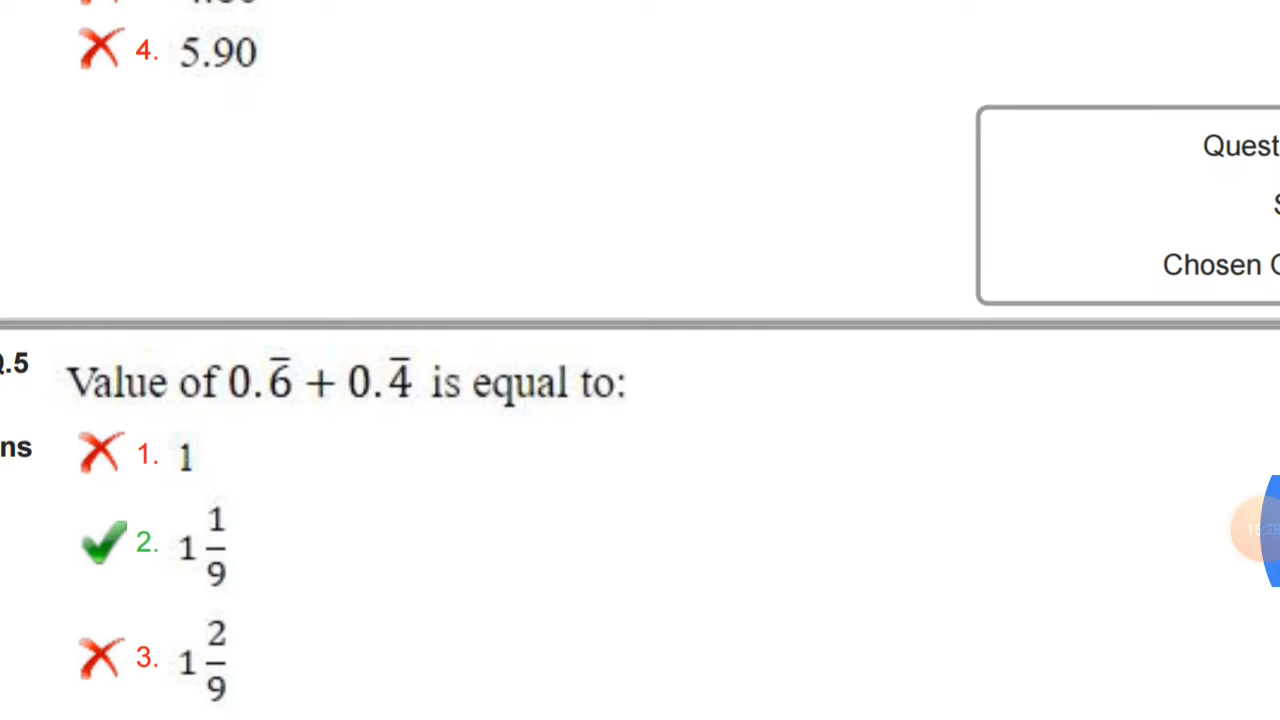 4. 5.90
Quest
Chosen
.5 Value of 0.6̅ + 0.4̅ is equal to:
ns 1. 1
2. 1 1/9
3. 1 2/9